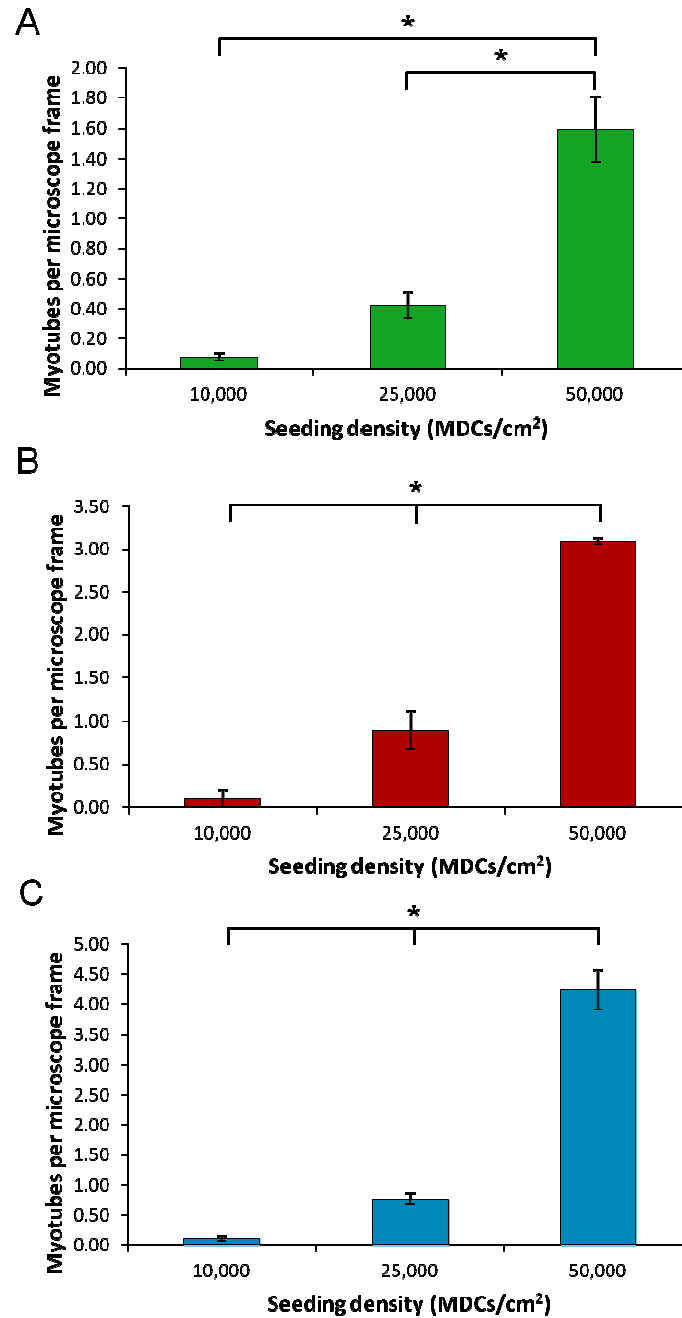 A
*
*
2.00
1.80
1.60
1.40
1.20
1.00
0.80
0.60
0.40
0.20
0.00
Myotubes per microscope frame
10,000 25,000 50,000
Seeding density (MDCs/cm²)
B
*
3.50
3.00
2.50
2.00
1.50
1.00
0.50
0.00
Myotubes per microscope frame
10,000 25,000 50,000
Seeding density (MDCs/cm²)
C
*
5.00
4.50
4.00
3.50
3.00
2.50
2.00
1.50
1.00
0.50
0.00
Myotubes per microscope frame
10,000 25,000 50,000
Seeding density (MDCs/cm²)